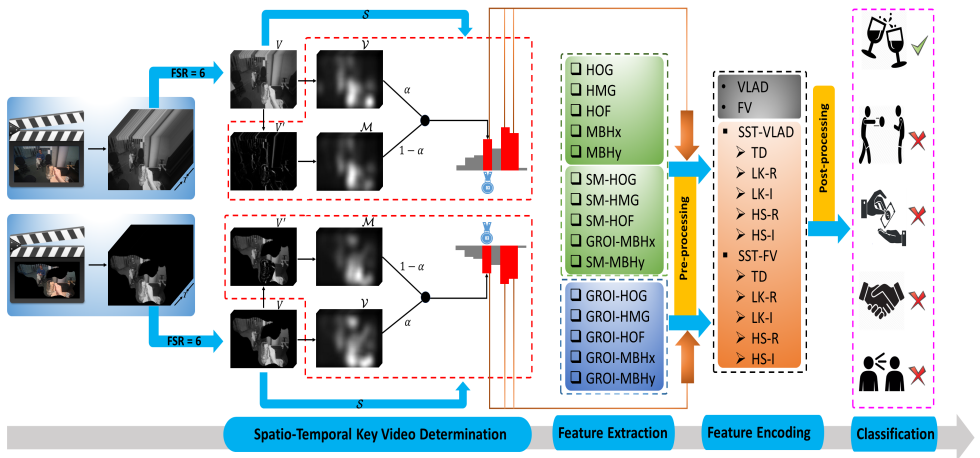 S
FSR = 6
V
𝒱
α
V'
ℳ
1 − α
T
HOG
HMG
HOF
MBHx
MBHy
SM-HOG
SM-HMG
SM-HOF
GROI-MBHx
SM-MBHy
GROI-HOG
GROI-HMG
GROI-HOF
GROI-MBHx
GROI-MBHy
Pre-processing
VLAD
FV
SST-VLAD
TD
LK-R
LK-I
HS-R
HS-I
SST-FV
TD
LK-R
LK-I
HS-R
HS-I
Post-processing
V'
ℳ
1 − α
T
V
𝒱
α
FSR = 6
S
Spatio-Temporal Key Video Determination
Feature Extraction
Feature Encoding
Classification